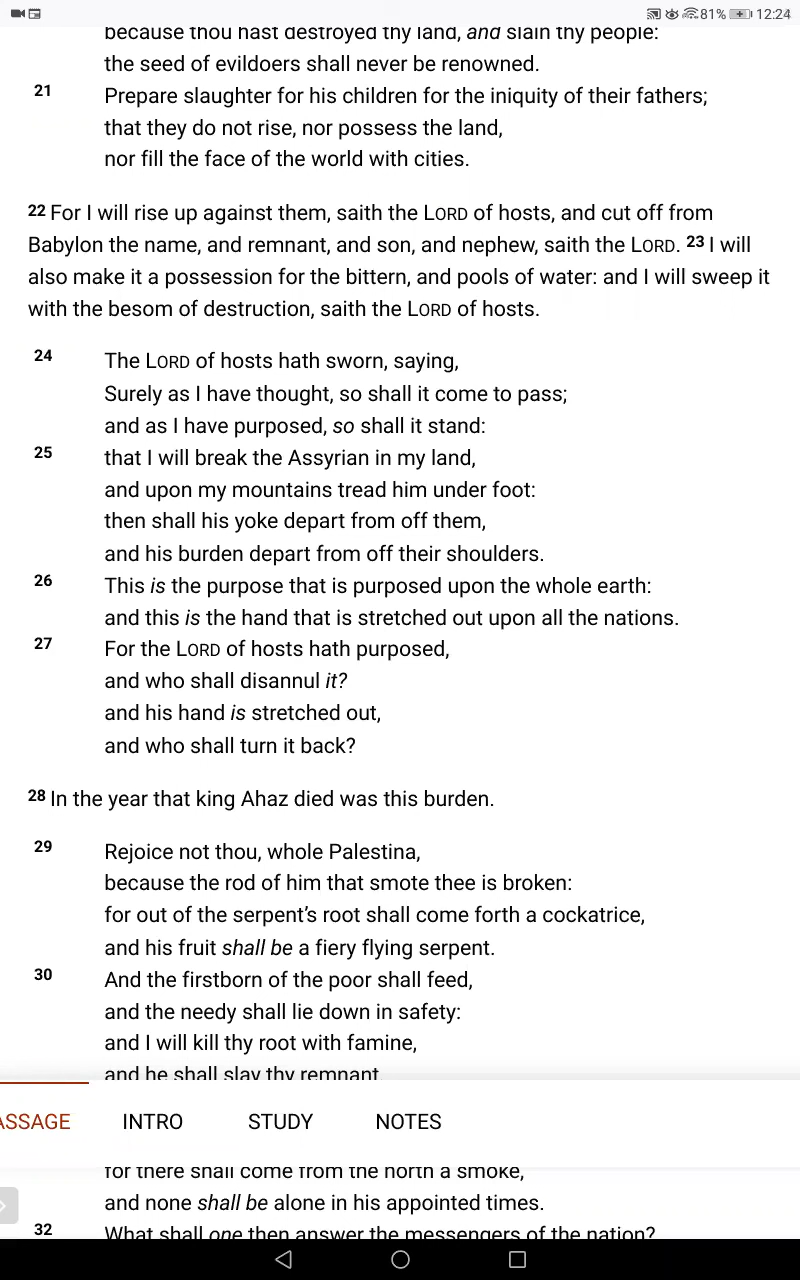 81% 12:24
because thou hast destroyed thy land, and slain thy people:
the seed of evildoers shall never be renowned.
21 Prepare slaughter for his children for the iniquity of their fathers;
that they do not rise, nor possess the land,
nor fill the face of the world with cities.
22 For I will rise up against them, saith the LORD of hosts, and cut off from
Babylon the name, and remnant, and son, and nephew, saith the LORD. 23 I will
also make it a possession for the bittern, and pools of water: and I will sweep it
with the besom of destruction, saith the LORD of hosts.
24 The LORD of hosts hath sworn, saying,
Surely as I have thought, so shall it come to pass;
and as I have purposed, so shall it stand:
25 that I will break the Assyrian in my land,
and upon my mountains tread him under foot:
then shall his yoke depart from off them,
and his burden depart from off their shoulders.
26 This is the purpose that is purposed upon the whole earth:
and this is the hand that is stretched out upon all the nations.
27 For the LORD of hosts hath purposed,
and who shall disannul it?
and his hand is stretched out,
and who shall turn it back?
28 In the year that king Ahaz died was this burden.
29 Rejoice not thou, whole Palestina,
because the rod of him that smote thee is broken:
for out of the serpent's root shall come forth a cockatrice,
and his fruit shall be a fiery flying serpent.
30 And the firstborn of the poor shall feed,
and the needy shall lie down in safety:
and I will kill thy root with famine,
and he shall slay thy remnant.
ASSAGE INTRO STUDY NOTES
for there shall come from the north a smoke,
and none shall be alone in his appointed times.
32 What shall one then answer the messengers of the nation?